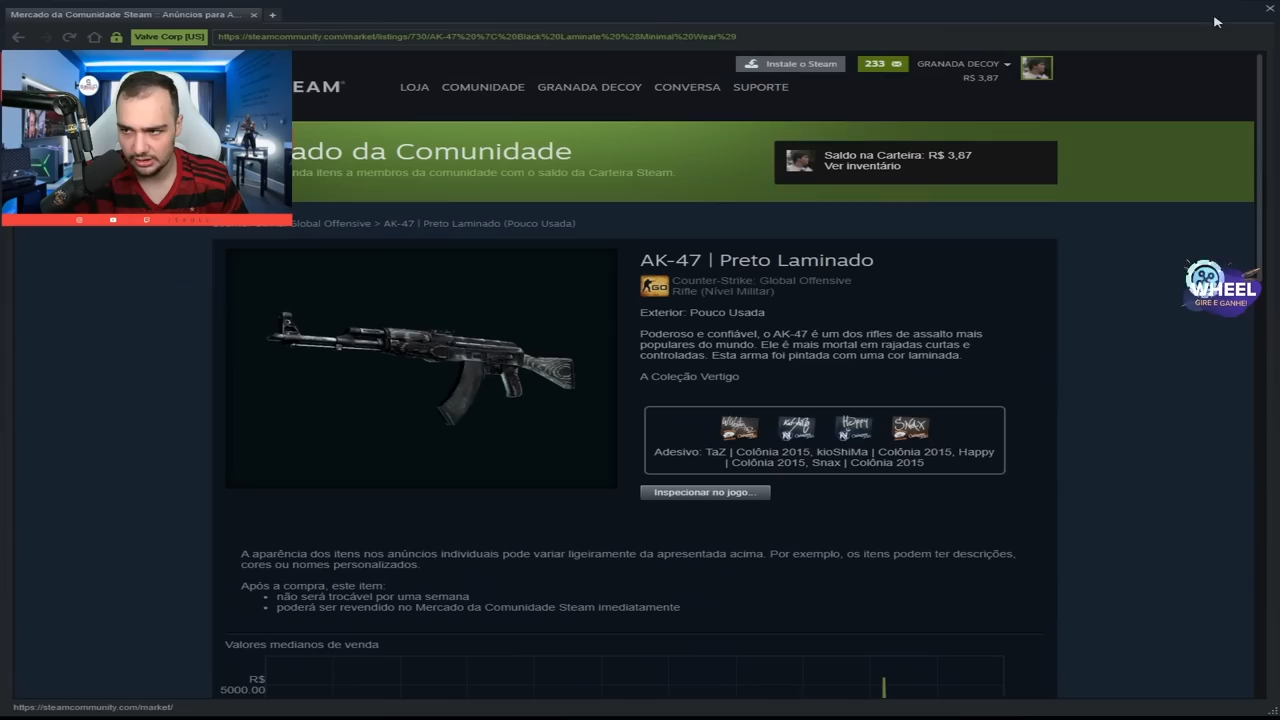 Mercado da Comunidade Steam :: Anúncios para A...
Valve Corp [US]
https://steamcommunity.com/market/listings/730/AK-47%20%7C%20Black%20Laminate%20%28Minimal%20Wear%29
Instale o Steam
233
GRANADA DECOY
R$ 3,87
EAM
LOJA COMUNIDADE GRANADA DECOY CONVERSA SUPORTE
ado da Comunidade
nda itens a membros da comunidade com o saldo da Carteira Steam.
Saldo na Carteira: R$ 3,87
Ver inventário
Global Offensive > AK-47 | Preto Laminado (Pouco Usada)
AK-47 | Preto Laminado
GO
Counter-Strike: Global Offensive
Rifle (Nível Militar)
Exterior: Pouco Usada
Poderoso e confiável, o AK-47 é um dos rifles de assalto mais
populares do mundo. Ele é mais mortal em rajadas curtas e
controladas. Esta arma foi pintada com uma cor laminada.
A Coleção Vertigo
Adesivo: TaZ | Colônia 2015, kioShiMa | Colônia 2015, Happy
| Colônia 2015, Snax | Colônia 2015
Inspecionar no jogo...
WHEEL
GIRE E GANHE!
A aparência dos itens nos anúncios individuais pode variar ligeiramente da apresentada acima. Por exemplo, os itens podem ter descrições,
cores ou nomes personalizados.
Após a compra, este item:
não será trocável por uma semana
poderá ser revendido no Mercado da Comunidade Steam imediatamente
Valores medianos de venda
R$
5000.00
https://steamcommunity.com/market/